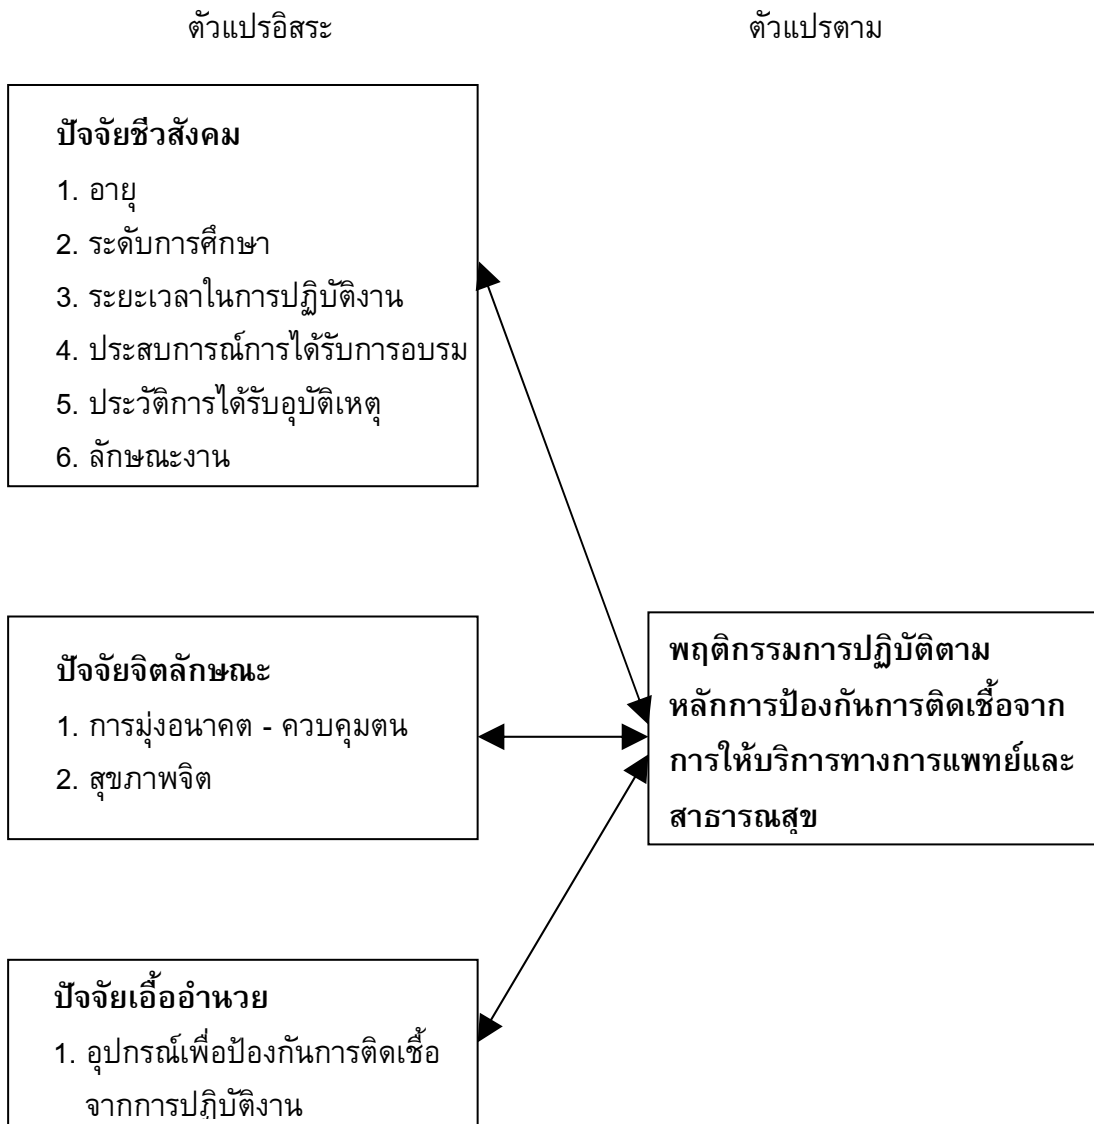 ตัวแปรอิสระ
ตัวแปรตาม
ปัจจัยชีวสังคม
1. อายุ
2. ระดับการศึกษา
3. ระยะเวลาในการปฏิบัติงาน
4. ประสบการณ์การได้รับการอบรม
5. ประวัติการได้รับอุบัติเหตุ
6. ลักษณะงาน
ปัจจัยจิตลักษณะ
1. การมุ่งอนาคต - ควบคุมตน
2. สุขภาพจิต
พฤติกรรมการปฏิบัติตาม
หลักการป้องกันการติดเชื้อจาก
การให้บริการทางการแพทย์และ
สาธารณสุข
ปัจจัยเอื้ออำนวย
1. อุปกรณ์เพื่อป้องกันการติดเชื้อ
จากการปฏิบัติงาน